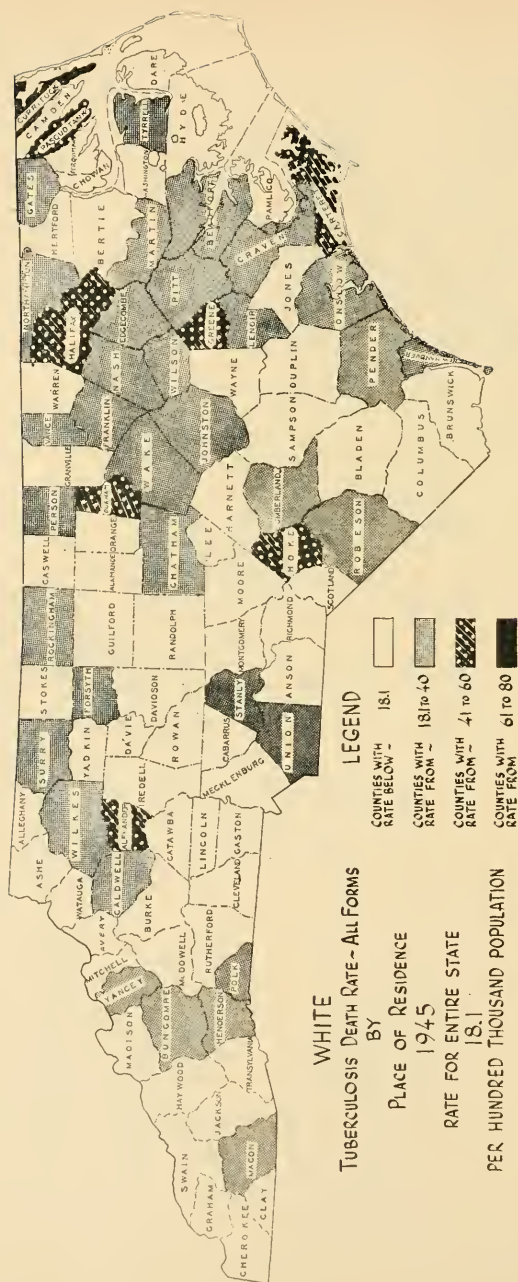 WHITE
TUBERCULOSIS DEATH RATE~ALL FORMS
BY
PLACE OF RESIDENCE
1945
RATE FOR ENTIRE STATE
18.1
PER HUNDRED THOUSAND POPULATION
LEGEND
COUNTIES WITH
RATE BELOW ~ 18.1
COUNTIES WITH
RATE FROM ~ 18.1 TO 40
COUNTIES WITH
RATE FROM ~ 41 TO 60
COUNTIES WITH
RATE FROM 61 TO 80
CHEROKEE
GRAHAM
CLAY
SWAIN
MACON
JACKSON
HAYWOOD
TRANSYLVANIA
MADISON
BUNCOMBE
HENDERSON
YANCEY
POLK
MITCHELL
AVERY
McDOWELL
RUTHERFORD
BURKE
CLEVELAND
WATAUGA
CALDWELL
ASHE
ALLEGHANY
WILKES
ALEXANDER
CATAWBA
LINCOLN
GASTON
IREDELL
MECKLENBURG
SURRY
YADKIN
DAVIE
ROWAN
CABARRUS
UNION
STANLY
STOKES
FORSYTH
DAVIDSON
ANSON
ROCKINGHAM
GUILFORD
RANDOLPH
MONTGOMERY
RICHMOND
CASWELL
ALAMANCE
ORANGE
CHATHAM
MOORE
LEE
HOKE
SCOTLAND
PERSON
DURHAM
HARNETT
CUMBERLAND
ROBESON
GRANVILLE
VANCE
FRANKLIN
WAKE
JOHNSTON
SAMPSON
BLADEN
COLUMBUS
BRUNSWICK
WARREN
NASH
WILSON
WAYNE
DUPLIN
PENDER
HALIFAX
NORTHAMPTON
EDGECOMBE
PITT
GREENE
LENOIR
JONES
ONSLOW
HERTFORD
BERTIE
MARTIN
BEAUFORT
CRAVEN
PAMLICO
CARTERET
GATES
CHOWAN
WASHINGTON
TYRRELL
HYDE
DARE
CURRITUCK
CAMDEN
PASQUOTANK